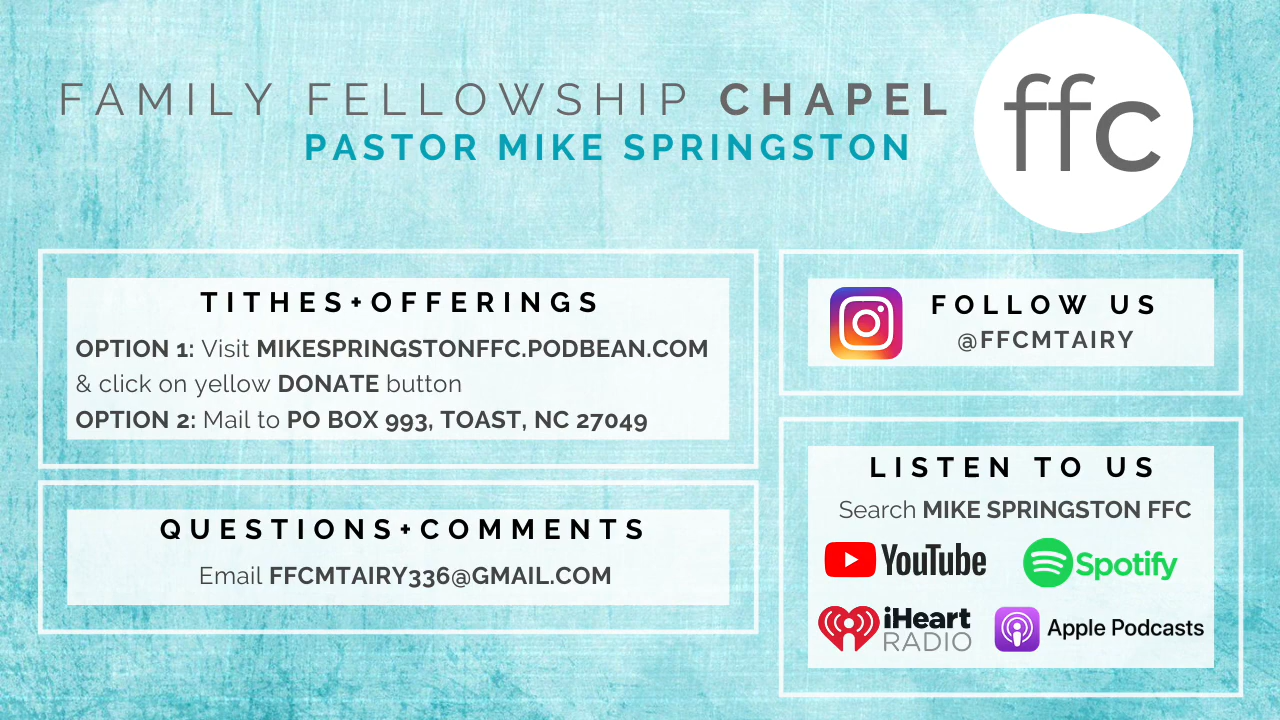 FAMILY FELLOWSHIP CHAPEL
PASTOR MIKE SPRINGSTON
ffc
TITHES+OFFERINGS
OPTION 1: Visit MIKESPRINGSTONFFC.PODBEAN.COM
& click on yellow DONATE button
OPTION 2: Mail to PO BOX 993, TOAST, NC 27049
QUESTIONS+COMMENTS
Email FFCMTAIRY336@GMAIL.COM
FOLLOW US
@FFCMTAIRY
LISTEN TO US
Search MIKE SPRINGSTON FFC
YouTube
Spotify
iHeart
RADIO
Apple Podcasts